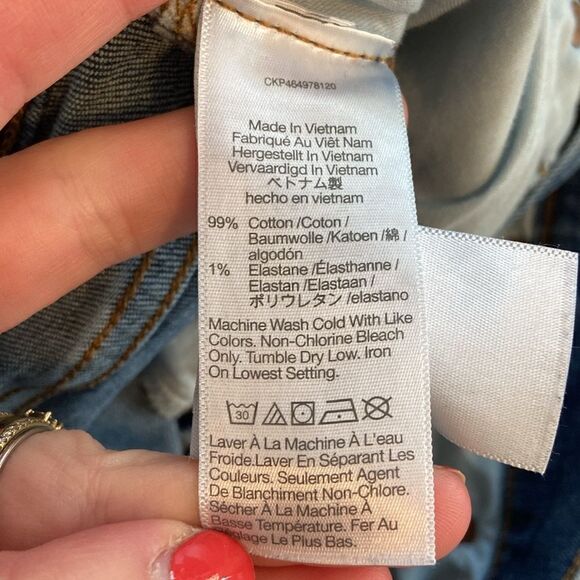 CKP464978120
Made In Vietnam
Fabriqué Au Viêt Nam
Hergestellt In Vietnam
Vervaardigd In Vietnam
ベトナム製
hecho en vietnam
99% Cotton /Coton /
Baumwolle /Katoen /綿 /
algodón
1% Elastane /Élasthanne /
Elastan /Elastaan /
ポリウレタン /elastano
Machine Wash Cold With Like
Colors. Non-Chlorine Bleach
Only. Tumble Dry Low. Iron
On Lowest Setting.
30
Laver À La Machine À L'eau
Froide.Laver En Séparant Les
Couleurs. Seulement Agent
De Blanchiment Non-Chlore.
Sécher À La Machine À
Basse Température. Fer Au
Le Plus Bas.